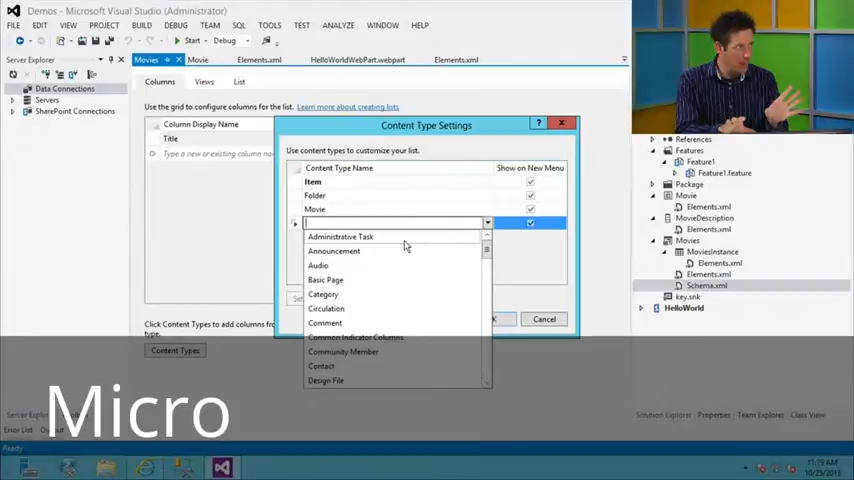 Demos - Microsoft Visual Studio (Administrator)
FILE EDIT VIEW PROJECT BUILD DEBUG TEAM SQL TOOLS TEST ANALYZE WINDOW HELP
Start Debug
Server Explorer
Data Connections
Servers
SharePoint Connections
Movies Movie Elements.xml HelloWorldWebPart.webpart Elements.xml
Columns Views List
Use the grid to configure columns for the list. Learn more about creating lists
Column Display Name
Title
Type a new or existing column
Click Content Types to add columns from
type.
Content Types
Content Type Settings
?
Use content types to customize your list.
Content Type Name Show on New Menu
Item
Folder
Movie
Administrative Task
Announcement
Audio
Basic Page
Category
Circulation
Comment
Common Indicator Columns
Community Member
Contact
Design File
Cancel
References
Features
Feature1
Feature1.feature
Package
Movie
Elements.xml
MovieDescription
Elements.xml
Movies
MoviesInstance
Elements.xml
Elements.xml
Schema.xml
key.snk
HelloWorld
Micro
Solution Explorer Properties Team Explorer Class View
Error List
Ready
11:19 AM
10/25/2013